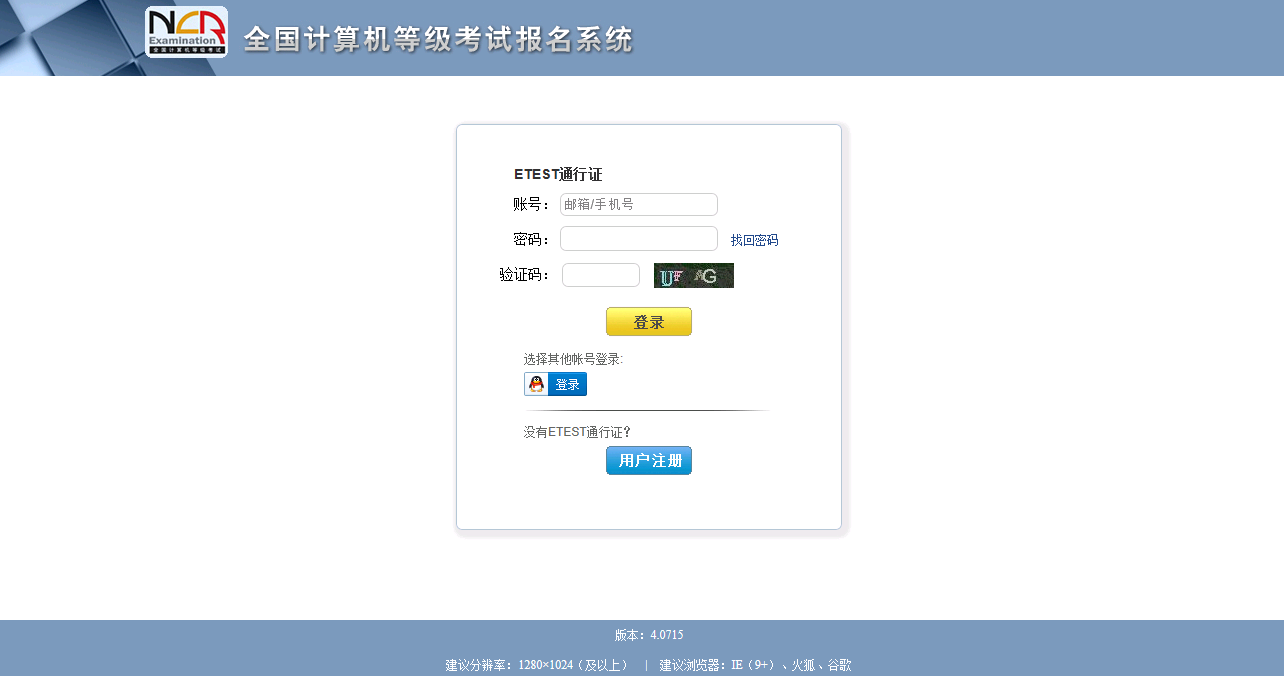 NCR
Examination
全国计算机等级考试
全国计算机等级考试报名系统
ETEST通行证
账号： 邮箱/手机号
密码： 找回密码
验证码： UF AG
登录
选择其他帐号登录:
登录
没有ETEST通行证?
用户注册
版本：4.0715
建议分辨率：1280×1024（及以上） | 建议浏览器：IE（9+）、火狐、谷歌